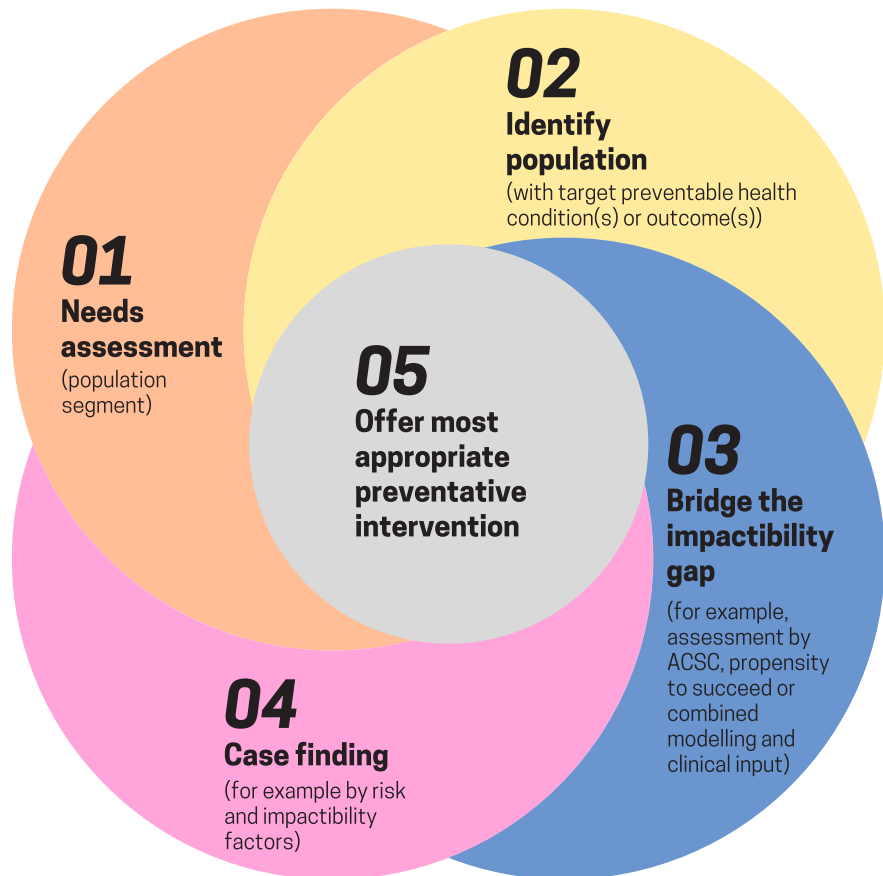 01
Needs
assessment
(population
segment)
02
Identify
population
(with target preventable health
condition(s) or outcome(s))
03
Bridge the
impactibility
gap
(for example,
assessment by
ACSC, propensity
to succeed or
combined
modelling and
clinical input)
04
Case finding
(for example by risk
and impactibility
factors)
05
Offer most
appropriate
preventative
intervention